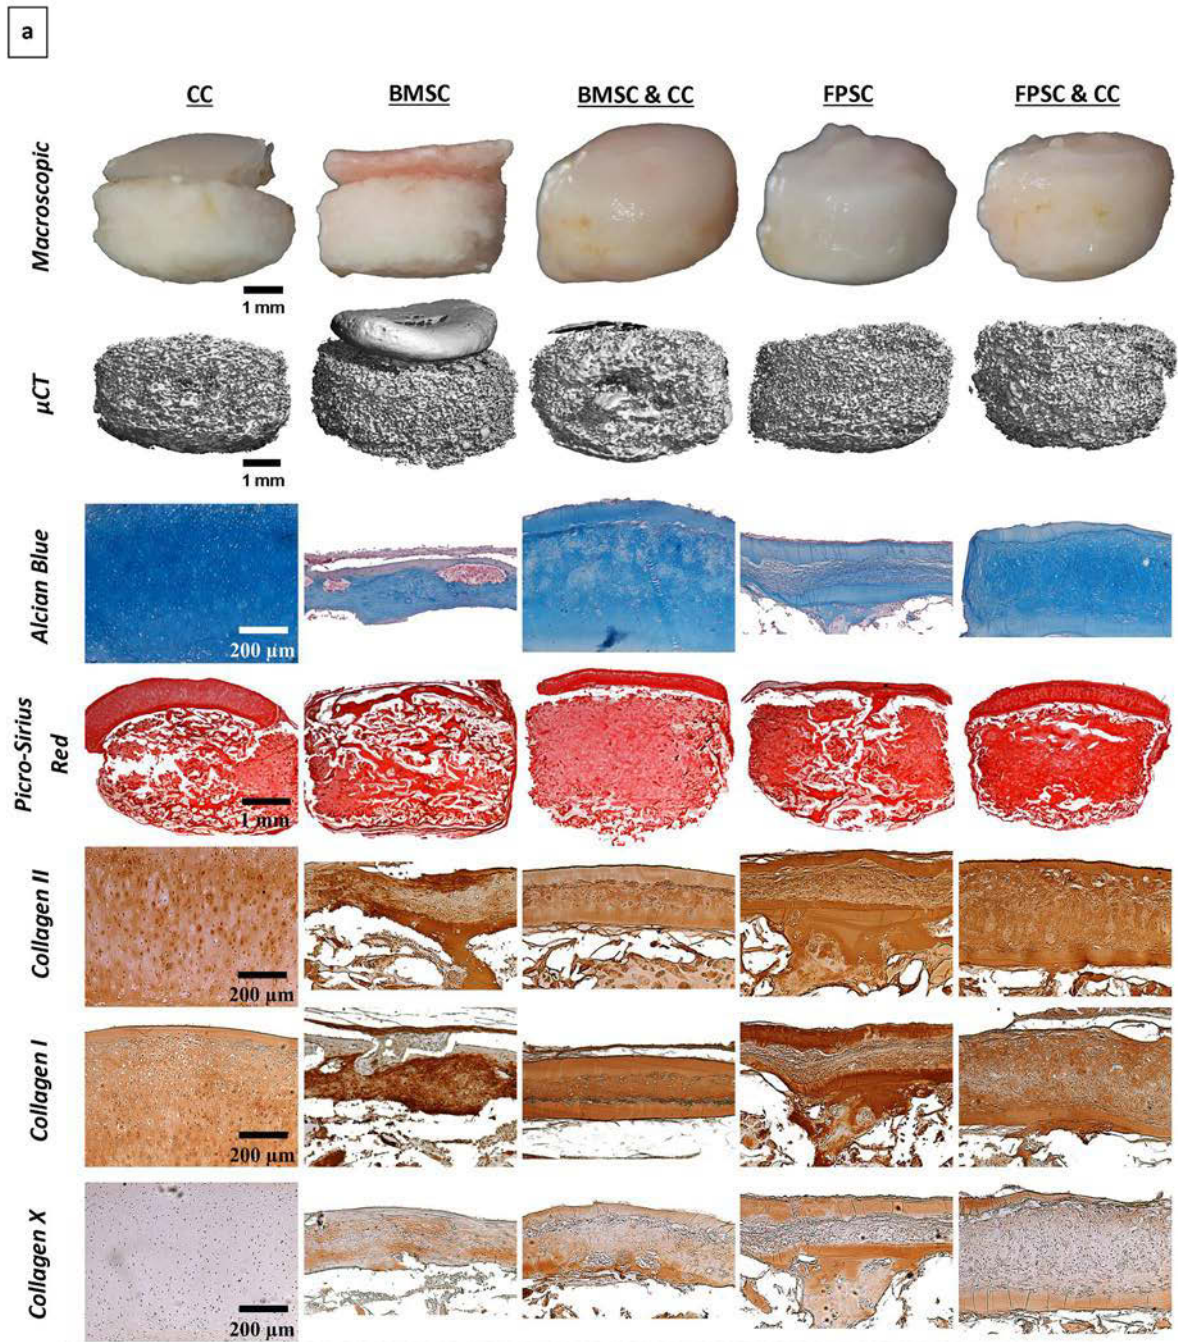 a
CC BMSC BMSC & CC FPSC FPSC & CC
Macroscopic
1 mm
µCT
1 mm
Alcian Blue
200 µm
Picro-Sirius
Red
1 mm
Collagen II
200 µm
Collagen I
200 µm
Collagen X
200 µm